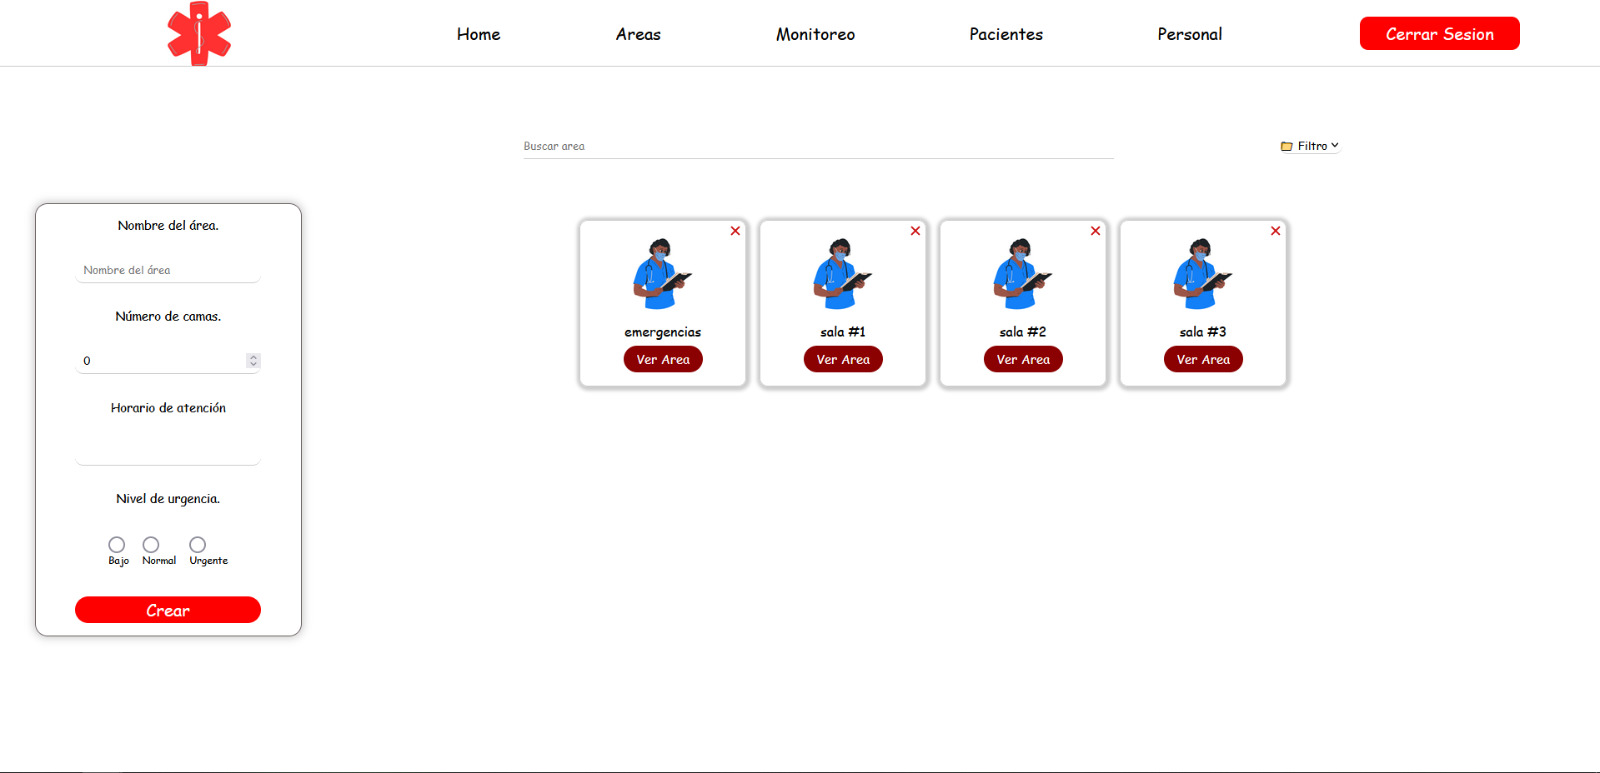 Home Areas Monitoreo Pacientes Personal Cerrar Sesion
Buscar area Filtro
Nombre del área.
Nombre del área
Número de camas.
0
Horario de atención
Nivel de urgencia.
Bajo Normal Urgente
Crear
emergencias sala #1 sala #2 sala #3
Ver Area Ver Area Ver Area Ver Area